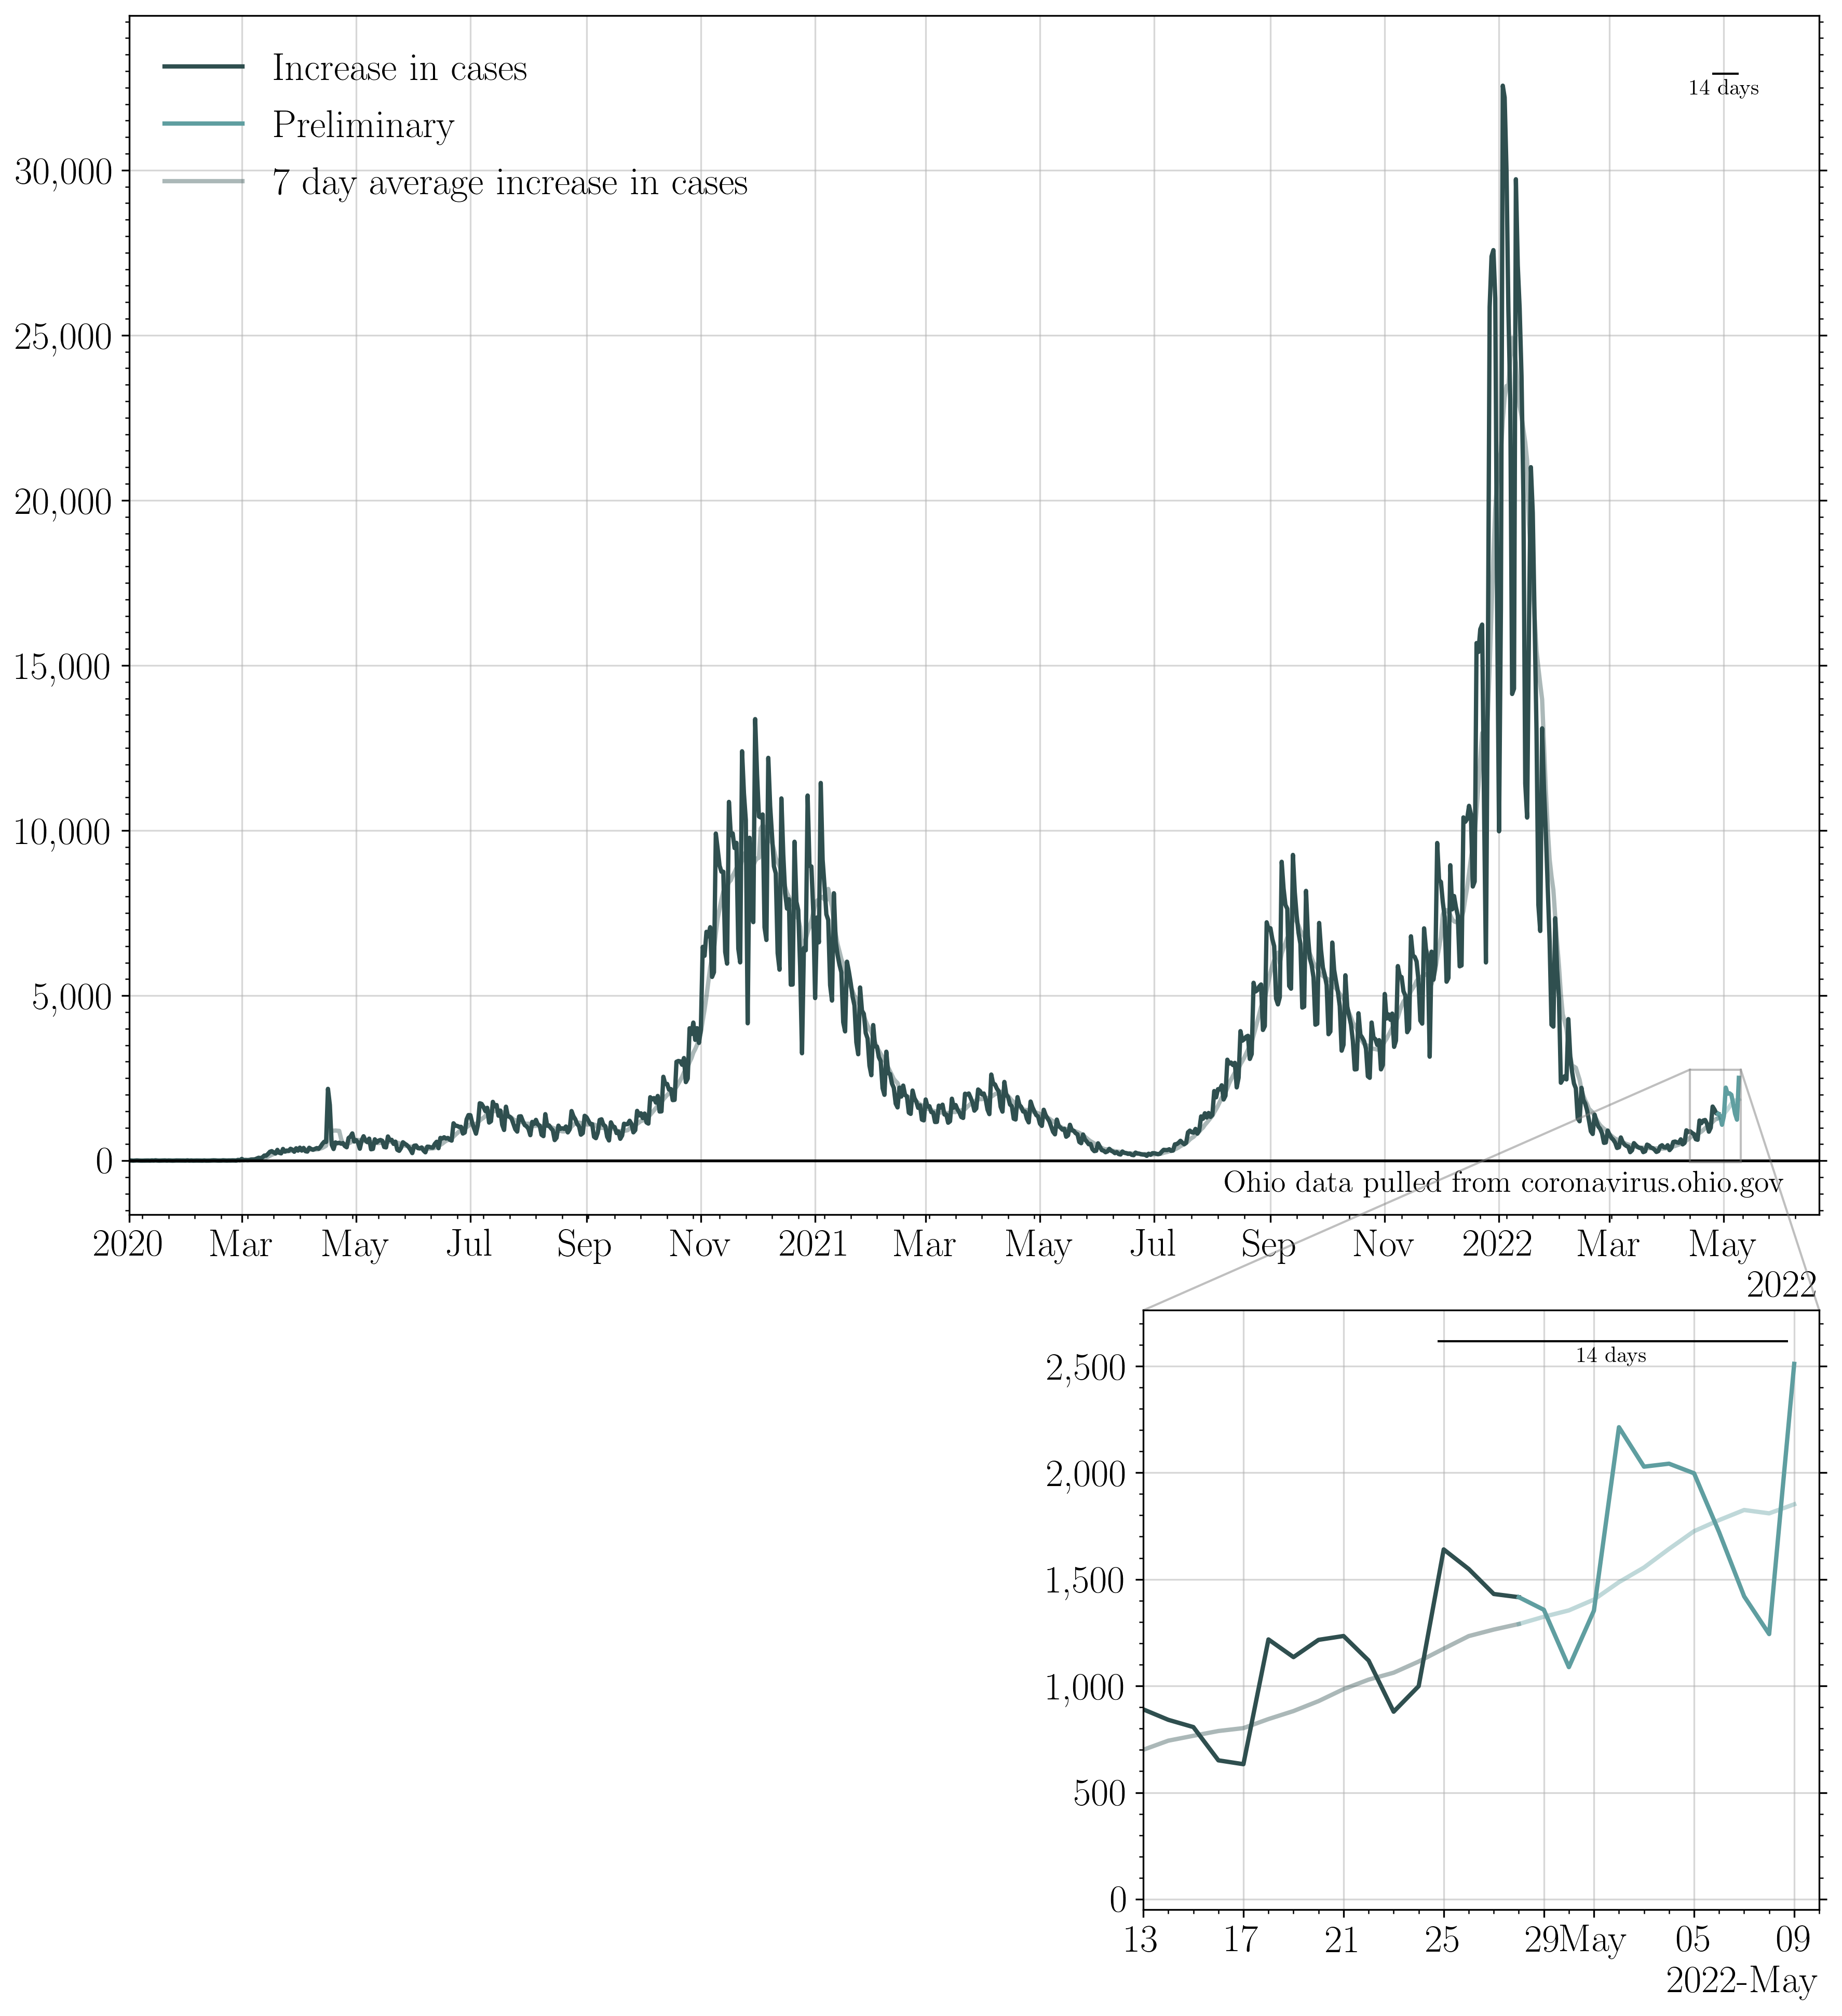 Increase in cases
Preliminary
7 day average increase in cases
14 days
30,000
25,000
20,000
15,000
10,000
5,000
0
Ohio data pulled from coronavirus.ohio.gov
2020 Mar May Jul Sep Nov 2021 Mar May Jul Sep Nov 2022 Mar May
2022
14 days
2,500
2,000
1,500
1,000
500
0
13 17 21 25 29 May 05 09
2022-May